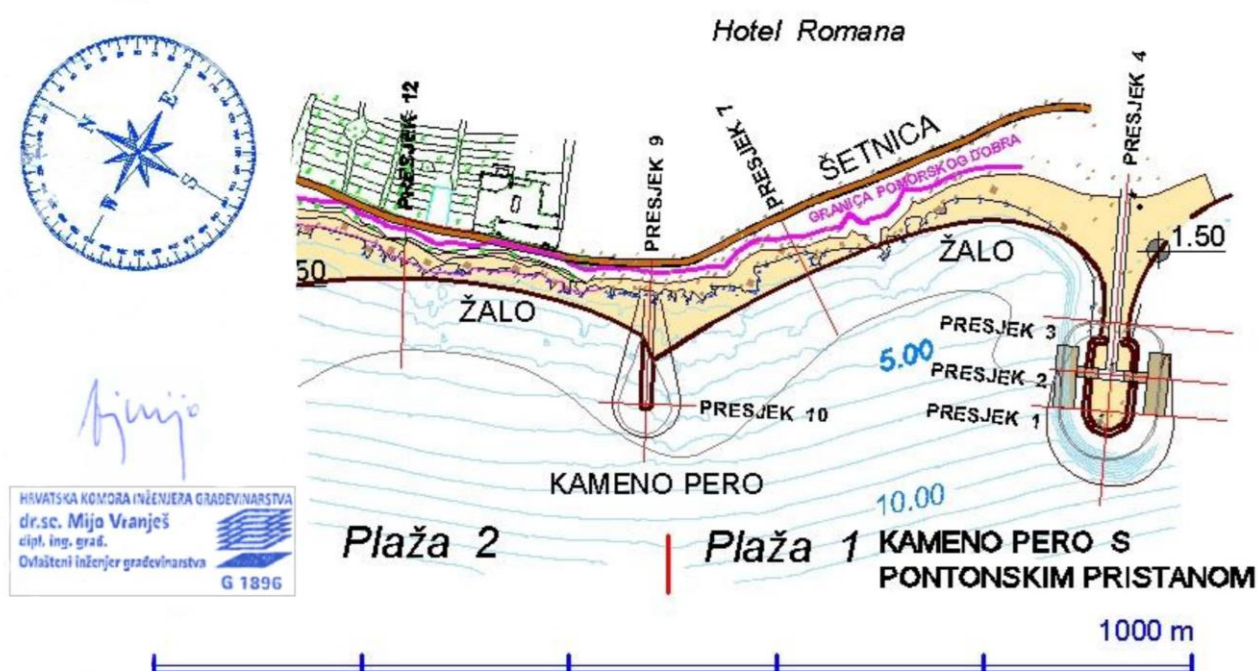 Hotel Romana
N
E
S
W
PRESJEK 12
PRESJEK 9
PRESJEK 7
PRESJEK 4
ŠETNICA
GRANICA POMORSKOG DOBRA
1.50
50
ŽALO
ŽALO
PRESJEK 3
5.00
PRESJEK 2
PRESJEK 1
PRESJEK 10
KAMENO PERO
10.00
HRVATSKA KOMORA INŽENJERA GRAĐEVINARSTVA
dr.sc. Mijo Vranješ
dipl. ing. građ.
Ovlašteni inženjer građevinarstva
G 1896
Plaža 2
Plaža 1
KAMENO PERO S
PONTONSKIM PRISTANOM
1000 m